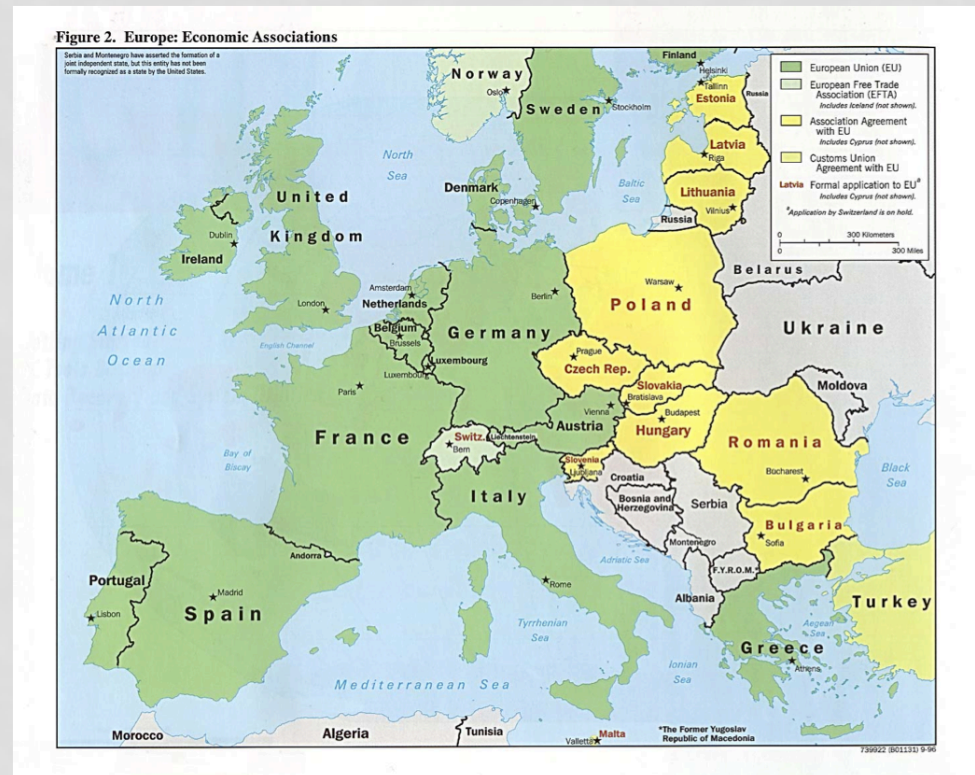 Figure 2. Europe: Economic Associations
Serbia and Montenegro have asserted the formation of a
joint independent state, but this entity has not been
formally recognized as a state by the United States.
European Union (EU)
European Free Trade
Association (EFTA)
Includes Iceland (not shown).
Association Agreement
with EU
Includes Cyprus (not shown).
Customs Union
Agreement with EU
Latvia Formal application to EUa
Includes Cyprus (not shown).
aApplication by Switzerland is on hold.
0 300 Kilometers
0 300 Miles
Finland
Helsinki
Norway
Oslo
Sweden
Stockholm
Tallinn
Estonia
Russia
Latvia
Riga
North
Sea
Baltic
Sea
Denmark
Copenhagen
Lithuania
Vilnius
Russia
United
Kingdom
Dublin
Ireland
London
Belarus
Amsterdam
Netherlands
Berlin
Warsaw
Poland
North
Atlantic
Ocean
Belgium
Brussels
Germany
Ukraine
English Channel
Luxembourg
Luxembourg
Prague
Czech Rep.
Paris
Slovakia
Bratislava
Moldova
Vienna
Austria
Budapest
Hungary
France
Switz.
Bern
Liechtenstein
Romania
Bucharest
Bay of
Biscay
Slovenia
Ljubljana
Croatia
Black
Sea
Italy
Bosnia and
Herzegovina
Serbia
Bulgaria
Sofia
Montenegro
Andorra
Adriatic Sea
F.Y.R.O.M.*
Portugal
Lisbon
Madrid
Spain
Rome
Albania
Turkey
Tyrrhenian
Sea
Aegean
Sea
Greece
Athens
Ionian
Sea
Mediterranean Sea
Morocco
Algeria
Tunisia
Valletta
Malta
*The Former Yugoslav
Republic of Macedonia
739922 (B01131) 9-96